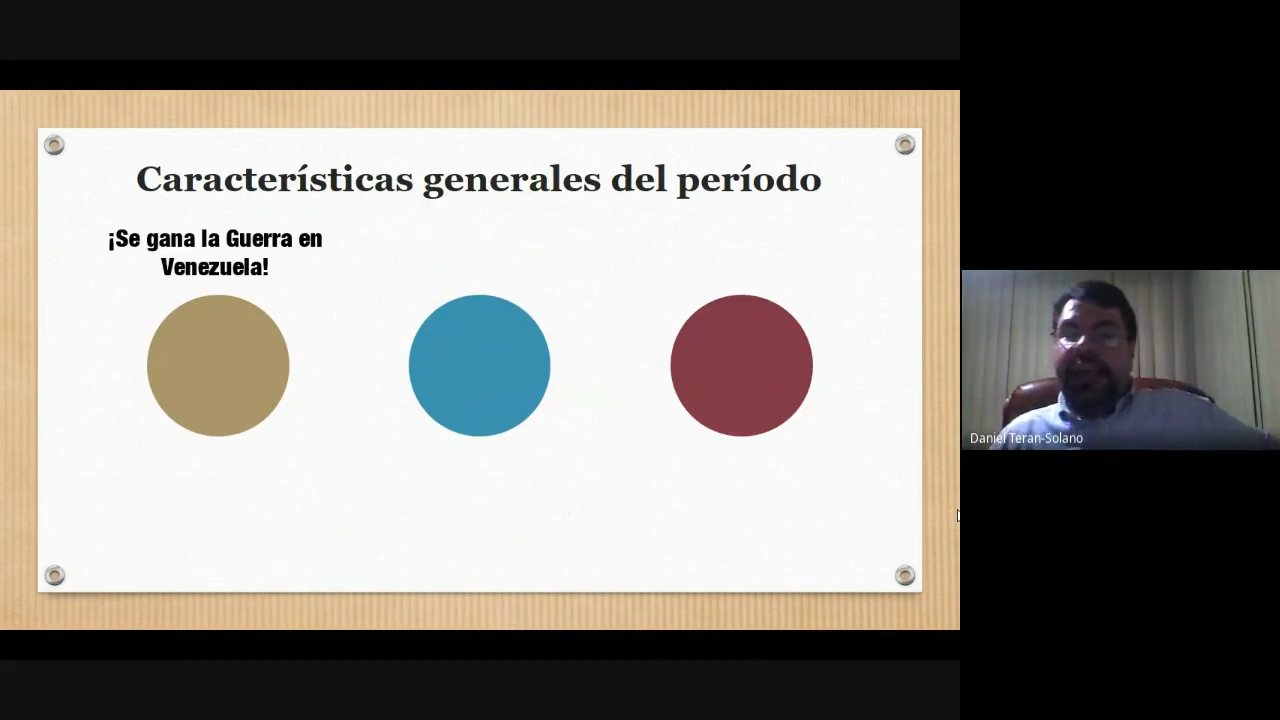 Características generales del período
¡Se gana la Guerra en
Venezuela!
Daniel Teran-Solano